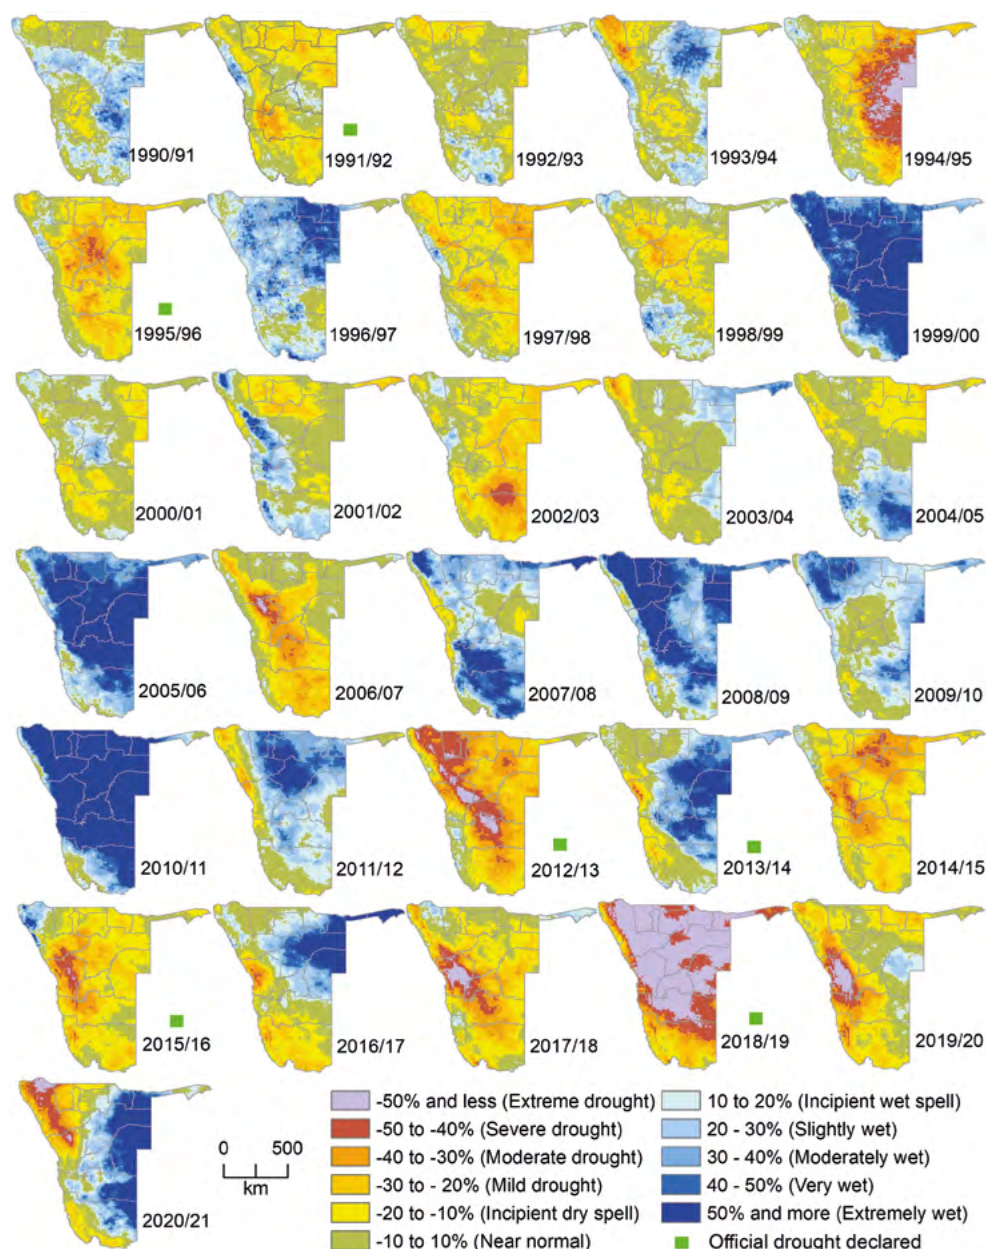 1990/91
1991/92
1992/93
1993/94
1994/95
1995/96
1996/97
1997/98
1998/99
1999/00
2000/01
2001/02
2002/03
2003/04
2004/05
2005/06
2006/07
2007/08
2008/09
2009/10
2010/11
2011/12
2012/13
2013/14
2014/15
2015/16
2016/17
2017/18
2018/19
2019/20
2020/21
0 500
km
-50% and less (Extreme drought)
-50 to -40% (Severe drought)
-40 to -30% (Moderate drought)
-30 to - 20% (Mild drought)
-20 to -10% (Incipient dry spell)
-10 to 10% (Near normal)
10 to 20% (Incipient wet spell)
20 - 30% (Slightly wet)
30 - 40% (Moderately wet)
40 - 50% (Very wet)
50% and more (Extremely wet)
Official drought declared